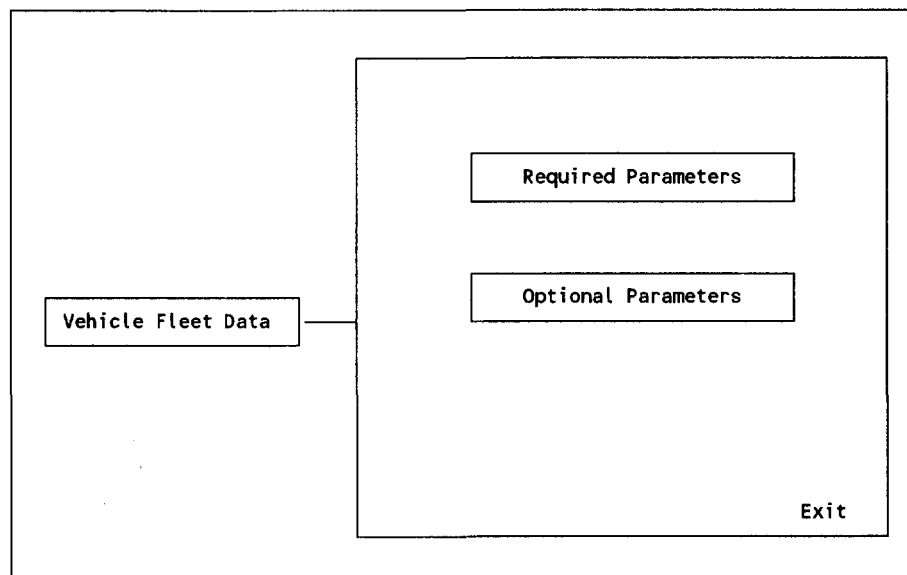 Required Parameters
Optional Parameters
Vehicle Fleet Data
Exit